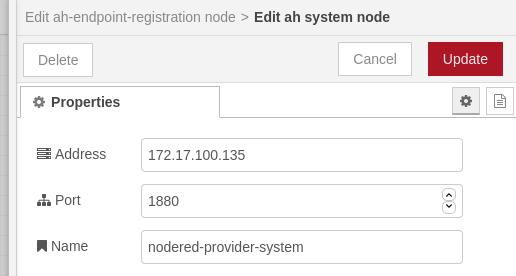 Edit ah-endpoint-registration node > Edit ah system node
Delete Cancel Update
Properties
Address 172.17.100.135
Port 1880
Name nodered-provider-system